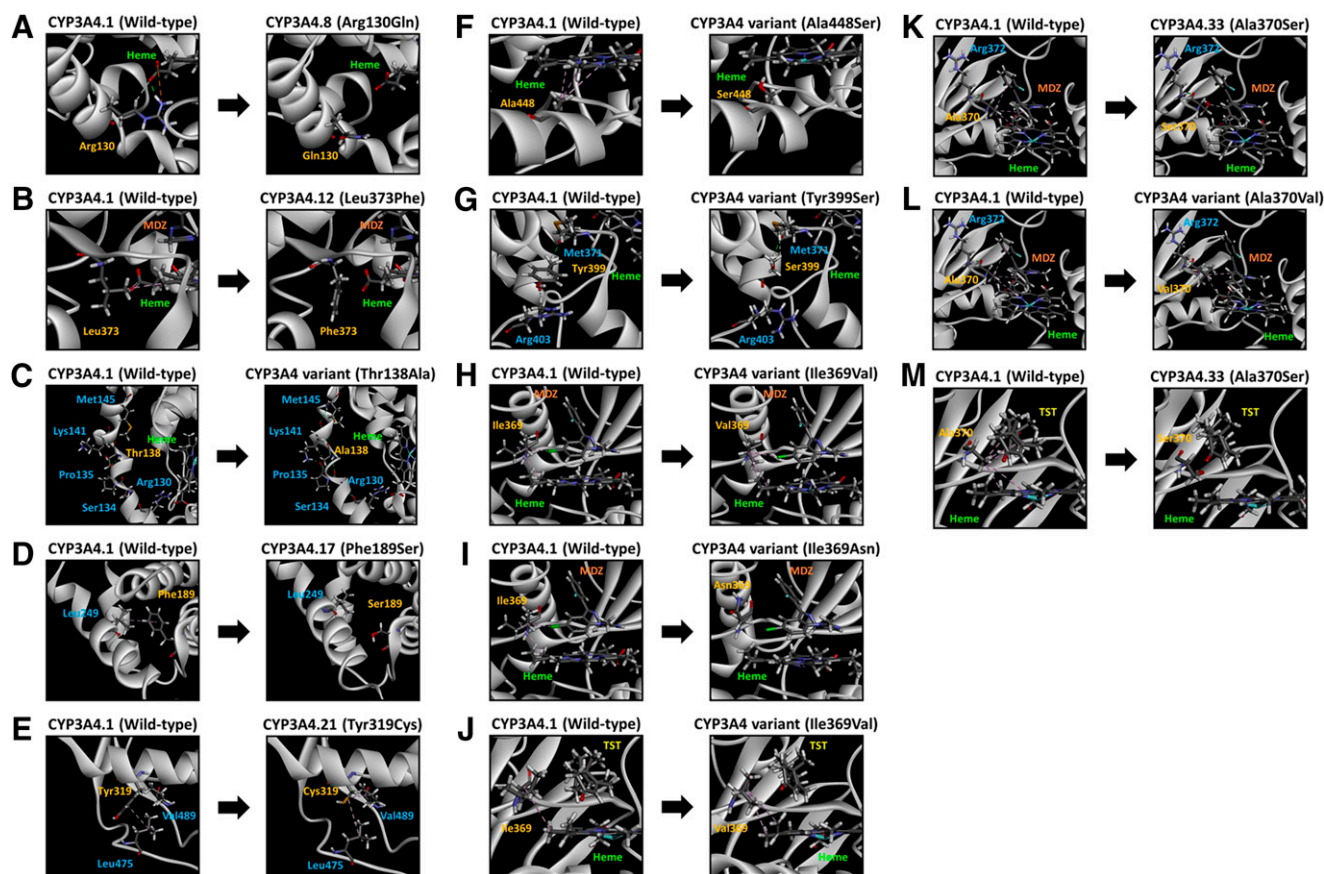 A
CYP3A4.1 (Wild-type)
CYP3A4.8 (Arg130Gln)
Heme
Arg130
Heme
Gln130
B
CYP3A4.1 (Wild-type)
CYP3A4.12 (Leu373Phe)
MDZ
Heme
Leu373
MDZ
Heme
Phe373
C
CYP3A4.1 (Wild-type)
CYP3A4 variant (Thr138Ala)
Met145
Lys141
Heme
Thr138
Pro135
Arg130
Ser134
Met145
Lys141
Heme
Ala138
Pro135
Arg130
Ser134
D
CYP3A4.1 (Wild-type)
CYP3A4.17 (Phe189Ser)
Phe189
Leu249
Leu249
Ser189
E
CYP3A4.1 (Wild-type)
CYP3A4.21 (Tyr319Cys)
Tyr319
Val489
Leu475
Cys319
Val489
Leu475
F
CYP3A4.1 (Wild-type)
CYP3A4 variant (Ala448Ser)
Heme
Ala448
Heme
Ser448
G
CYP3A4.1 (Wild-type)
CYP3A4 variant (Tyr399Ser)
Met371
Tyr399
Heme
Arg403
Met371
Ser399
Heme
Arg403
H
CYP3A4.1 (Wild-type)
CYP3A4 variant (Ile369Val)
MDZ
Ile369
Heme
MDZ
Val369
Heme
I
CYP3A4.1 (Wild-type)
CYP3A4 variant (Ile369Asn)
MDZ
Ile369
Heme
MDZ
Asn369
Heme
J
CYP3A4.1 (Wild-type)
CYP3A4 variant (Ile369Val)
TST
Ile369
Heme
TST
Val369
Heme
K
CYP3A4.1 (Wild-type)
CYP3A4.33 (Ala370Ser)
Arg372
MDZ
Ala370
Heme
Arg372
MDZ
Ser370
Heme
L
CYP3A4.1 (Wild-type)
CYP3A4 variant (Ala370Val)
Arg372
MDZ
Ala370
Heme
Arg372
MDZ
Val370
Heme
M
CYP3A4.1 (Wild-type)
CYP3A4.33 (Ala370Ser)
TST
Ala370
Heme
TST
Ser370
Heme